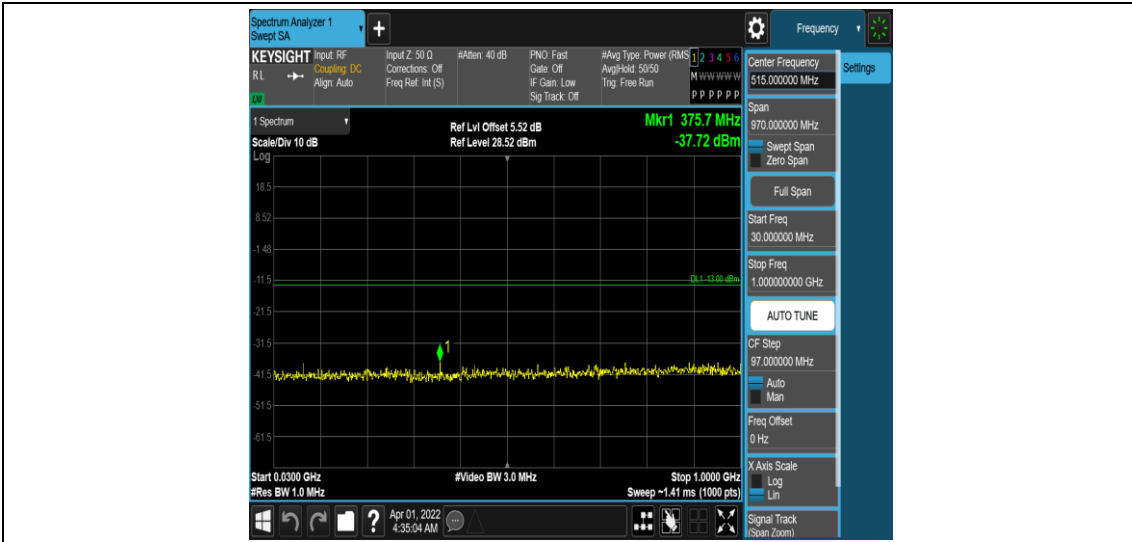 Spectrum Analyzer 1
Swept SA
+
Frequency
KEYSIGHT
RL
LNI
Input: RF
Coupling: DC
Align: Auto
Input Z: 50 Ω
Corrections: Off
Freq Ref: Int (S)
#Atten: 40 dB
PNO: Fast
Gate: Off
IF Gain: Low
Sig Track: Off
#Avg Type: Power (RMS
Avg|Hold: 50/50
Trig: Free Run
1 2 3 4 5 6
M W W W W W
P P P P P P
1 Spectrum
Scale/Div 10 dB
Log
Ref Lvl Offset 5.52 dB
Ref Level 28.52 dBm
Mkr1 375.7 MHz
-37.72 dBm
18.5
8.52
-1.48
-11.5
-21.5
-31.5
-41.5
-51.5
-61.5
DL1 -13.00 dBm
1
Start 0.0300 GHz
#Res BW 1.0 MHz
#Video BW 3.0 MHz
Stop 1.0000 GHz
Sweep ~1.41 ms (1000 pts)
?
Apr 01, 2022
4:35:04 AM
Center Frequency
515.000000 MHz
Settings
Span
970.000000 MHz
Swept Span
Zero Span
Full Span
Start Freq
30.000000 MHz
Stop Freq
1.000000000 GHz
AUTO TUNE
CF Step
97.000000 MHz
Auto
Man
Freq Offset
0 Hz
X Axis Scale
Log
Lin
Signal Track
(Span Zoom)